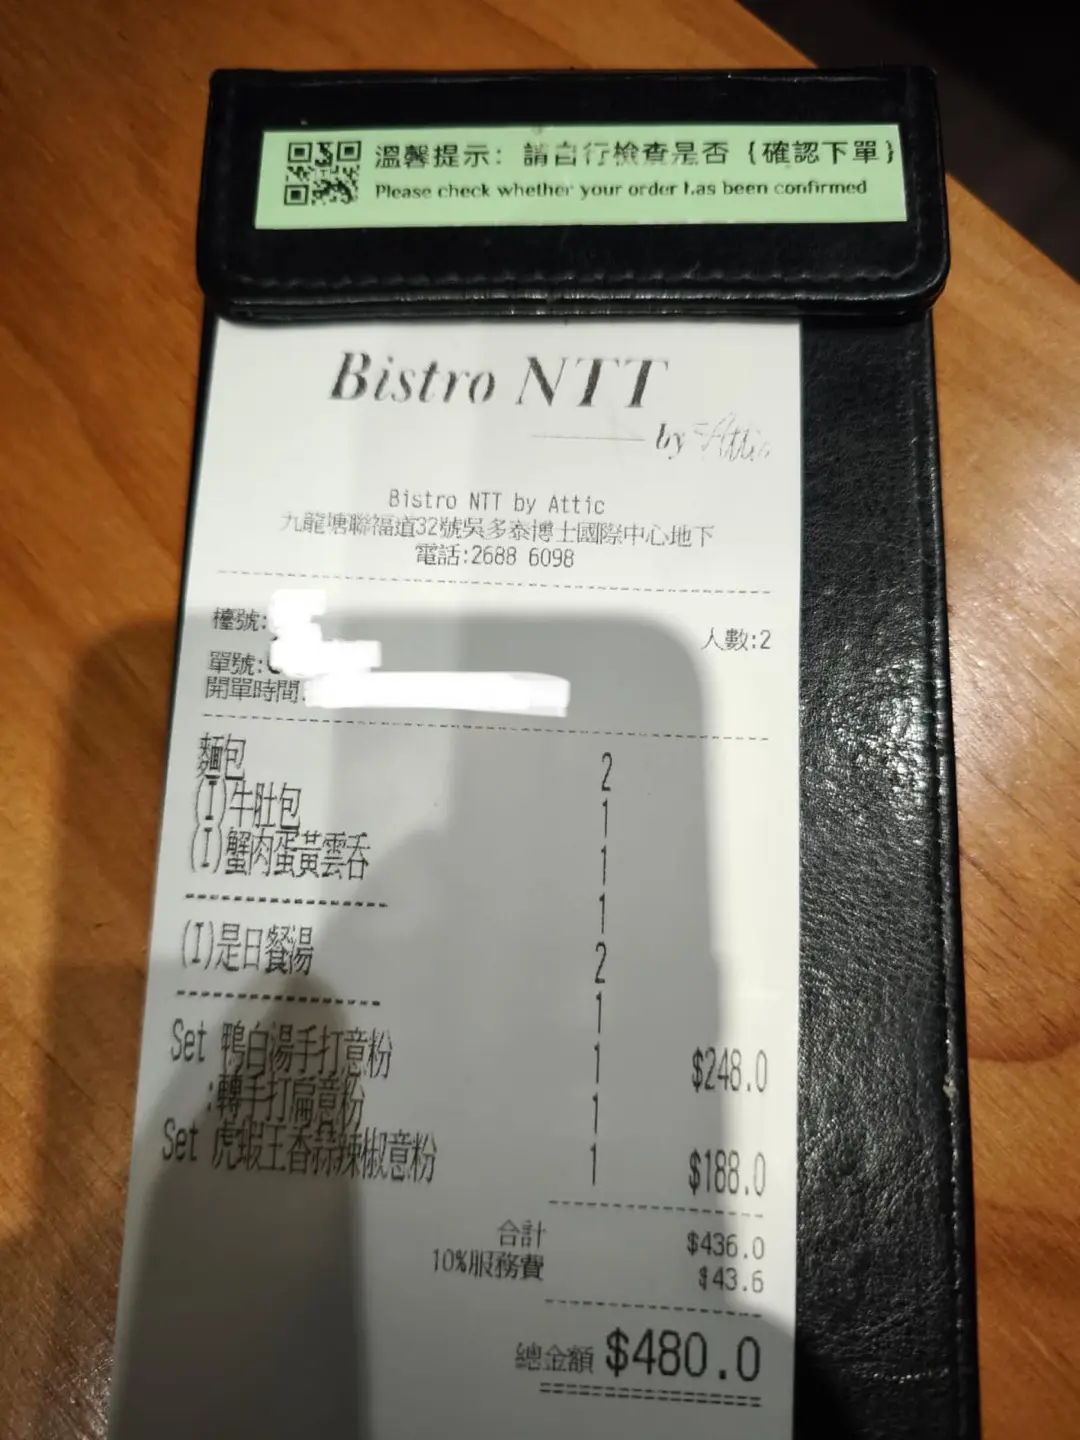 溫馨提示：請自行檢查是否{確認下單}
Please check whether your order has been confirmed
Bistro NTT
by Attic
Bistro NTT by Attic
九龍塘聯福道32號吳多泰博士國際中心地下
電話:2688 6098
檯號:
人數:2
單號:
開單時間:
麵包 2
(I)牛肚包 1
(I)蟹肉蛋黃雲吞 1
1
(I)是日餐湯 2
1
Set 鴨白湯手打意粉 1 $248.0
:轉手打扁意粉 1
Set 虎蝦王香蒜辣椒意粉 1 $188.0
合計 $436.0
10%服務費 $43.6
總金額 $480.0